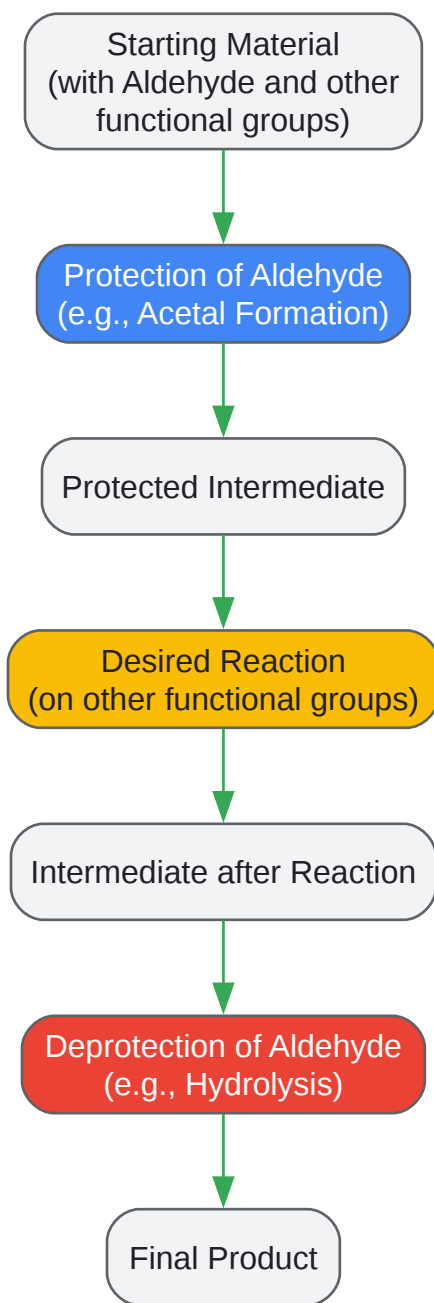 Starting Material
(with Aldehyde and other
functional groups)
Protection of Aldehyde
(e.g., Acetal Formation)
Protected Intermediate
Desired Reaction
(on other functional groups)
Intermediate after Reaction
Deprotection of Aldehyde
(e.g., Hydrolysis)
Final Product